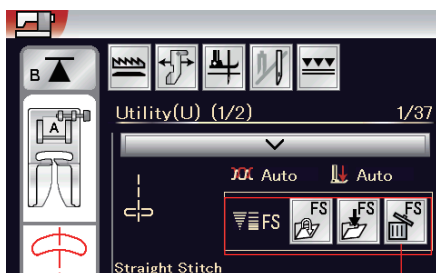 B
A
Utility(U) (1/2) 1/37
Auto Auto
FS FS FS FS
Straight Stitch